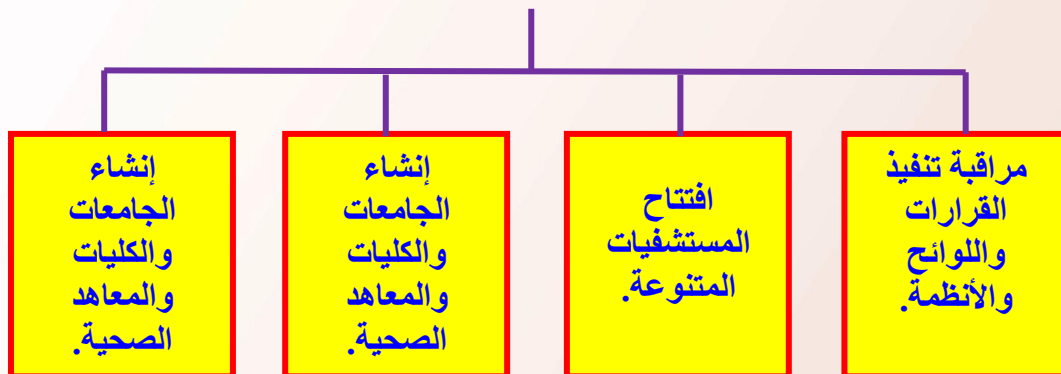 مراقبة تنفيذ
القرارات
واللوائح
والأنظمة.
افتتاح
المستشفيات
المتنوعة.
إنشاء
الجامعات
والكليات
والمعاهد
الصحية.
إنشاء
الجامعات
والكليات
والمعاهد
الصحية.